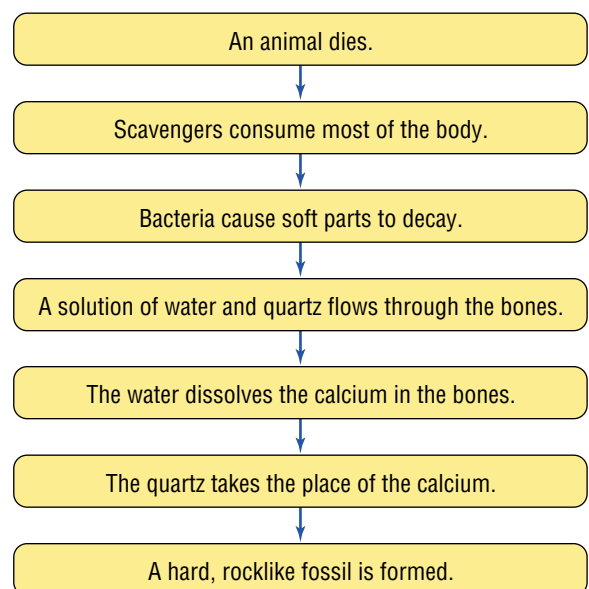 An animal dies.
Scavengers consume most of the body.
Bacteria cause soft parts to decay.
A solution of water and quartz flows through the bones.
The water dissolves the calcium in the bones.
The quartz takes the place of the calcium.
A hard, rocklike fossil is formed.